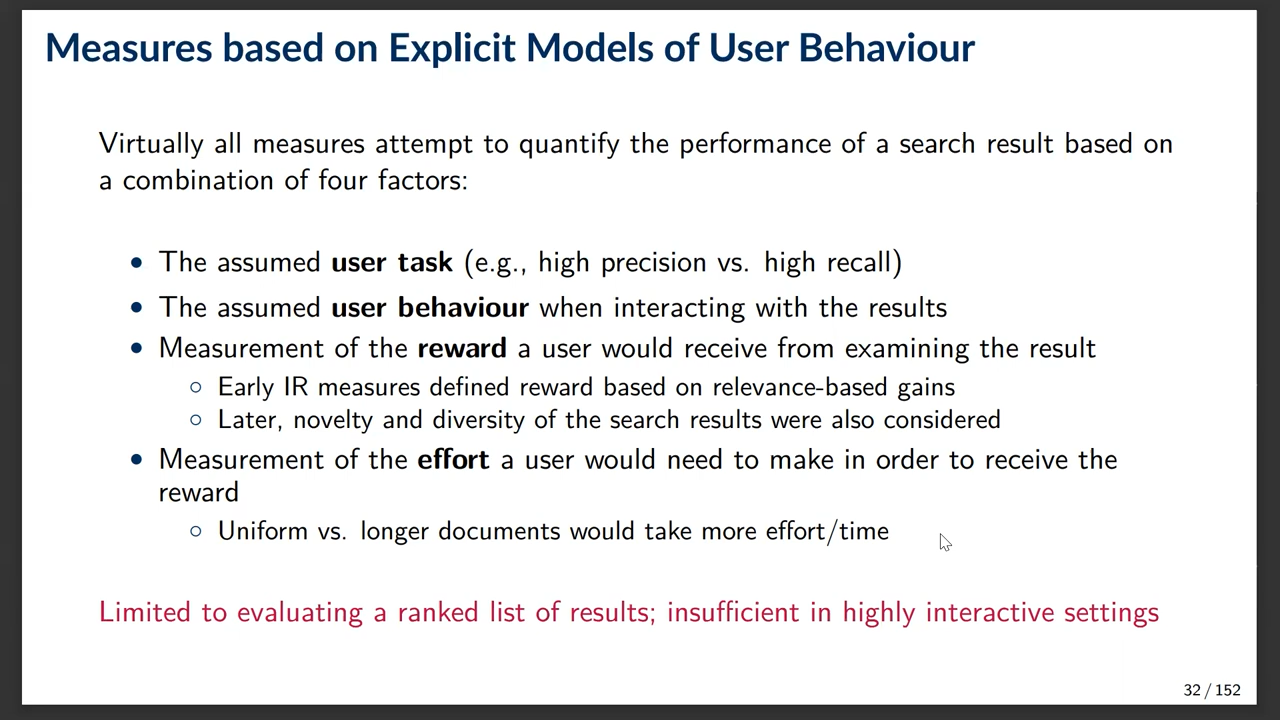 Measures based on Explicit Models of User Behaviour
Virtually all measures attempt to quantify the performance of a search result based on
a combination of four factors:
• The assumed user task (e.g., high precision vs. high recall)
• The assumed user behaviour when interacting with the results
• Measurement of the reward a user would receive from examining the result
○ Early IR measures defined reward based on relevance-based gains
○ Later, novelty and diversity of the search results were also considered
• Measurement of the effort a user would need to make in order to receive the
reward
○ Uniform vs. longer documents would take more effort/time
Limited to evaluating a ranked list of results; insufficient in highly interactive settings
32 / 152